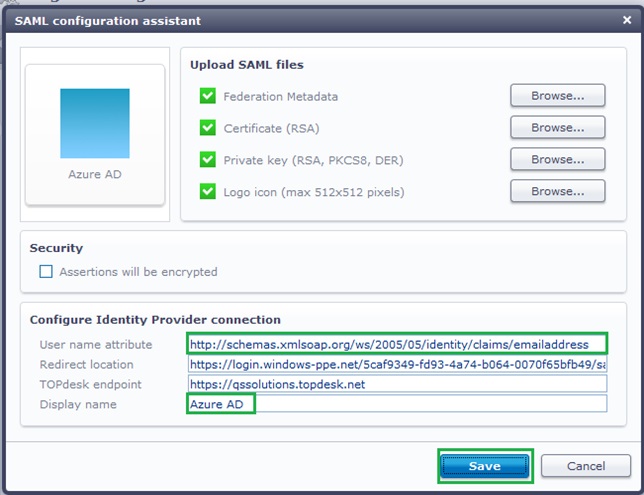 SAML configuration assistant
Upload SAML files
Federation Metadata Browse...
Certificate (RSA) Browse...
Private key (RSA, PKCS8, DER) Browse...
Logo icon (max 512x512 pixels) Browse...
Azure AD
Security
Assertions will be encrypted
Configure Identity Provider connection
User name attribute http://schemas.xmlsoap.org/ws/2005/05/identity/claims/emailaddress
Redirect location https://login.windows-ppe.net/5caf9349-fd93-4a74-b064-0070f65bfb49/sa
TOPdesk endpoint https://qssolutions.topdesk.net
Display name Azure AD
Save Cancel